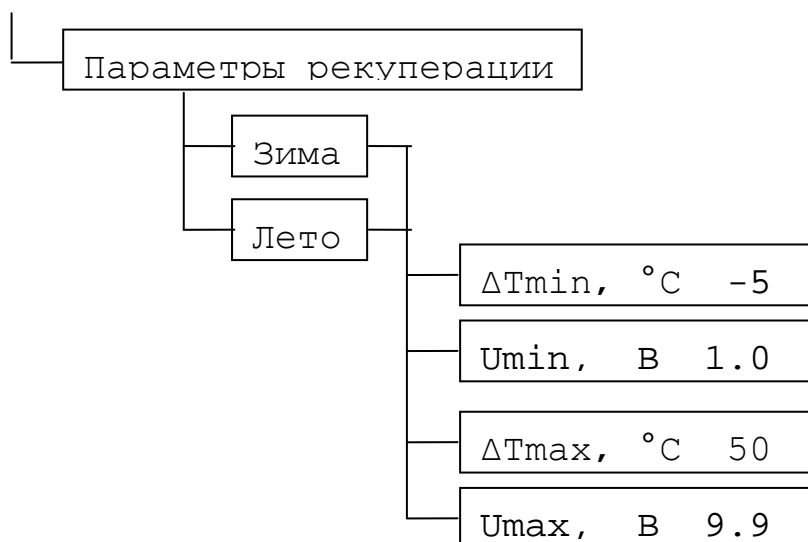 Параметры рекуперации
Зима
Лето
ΔTmin, °C -5
Umin, В 1.0
ΔTmax, °C 50
Umax, В 9.9